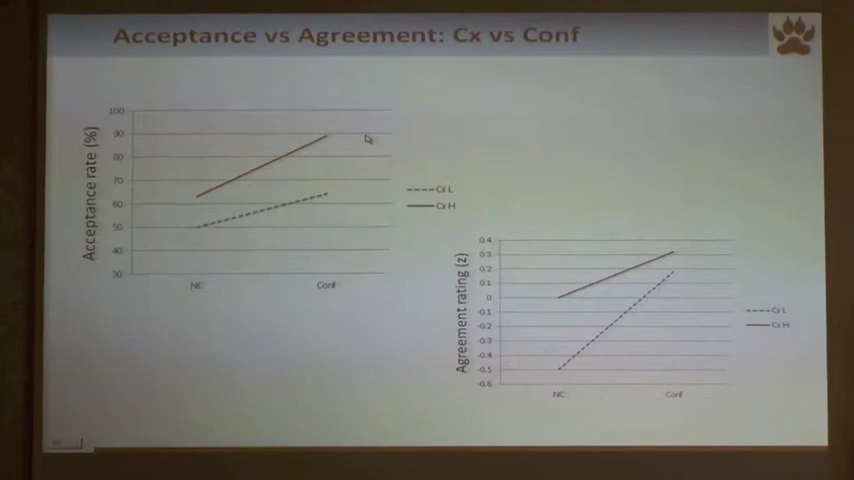 Acceptance vs Agreement: Cx vs Conf
Acceptance rate (%)
100
90
80
70
60
50
40
30
NC
Conf
Cx L
Cx H
Agreement rating (z)
0.4
0.3
0.2
0.1
0
-0.1
-0.2
-0.3
-0.4
-0.5
-0.6
NC
Conf
Cx L
Cx H